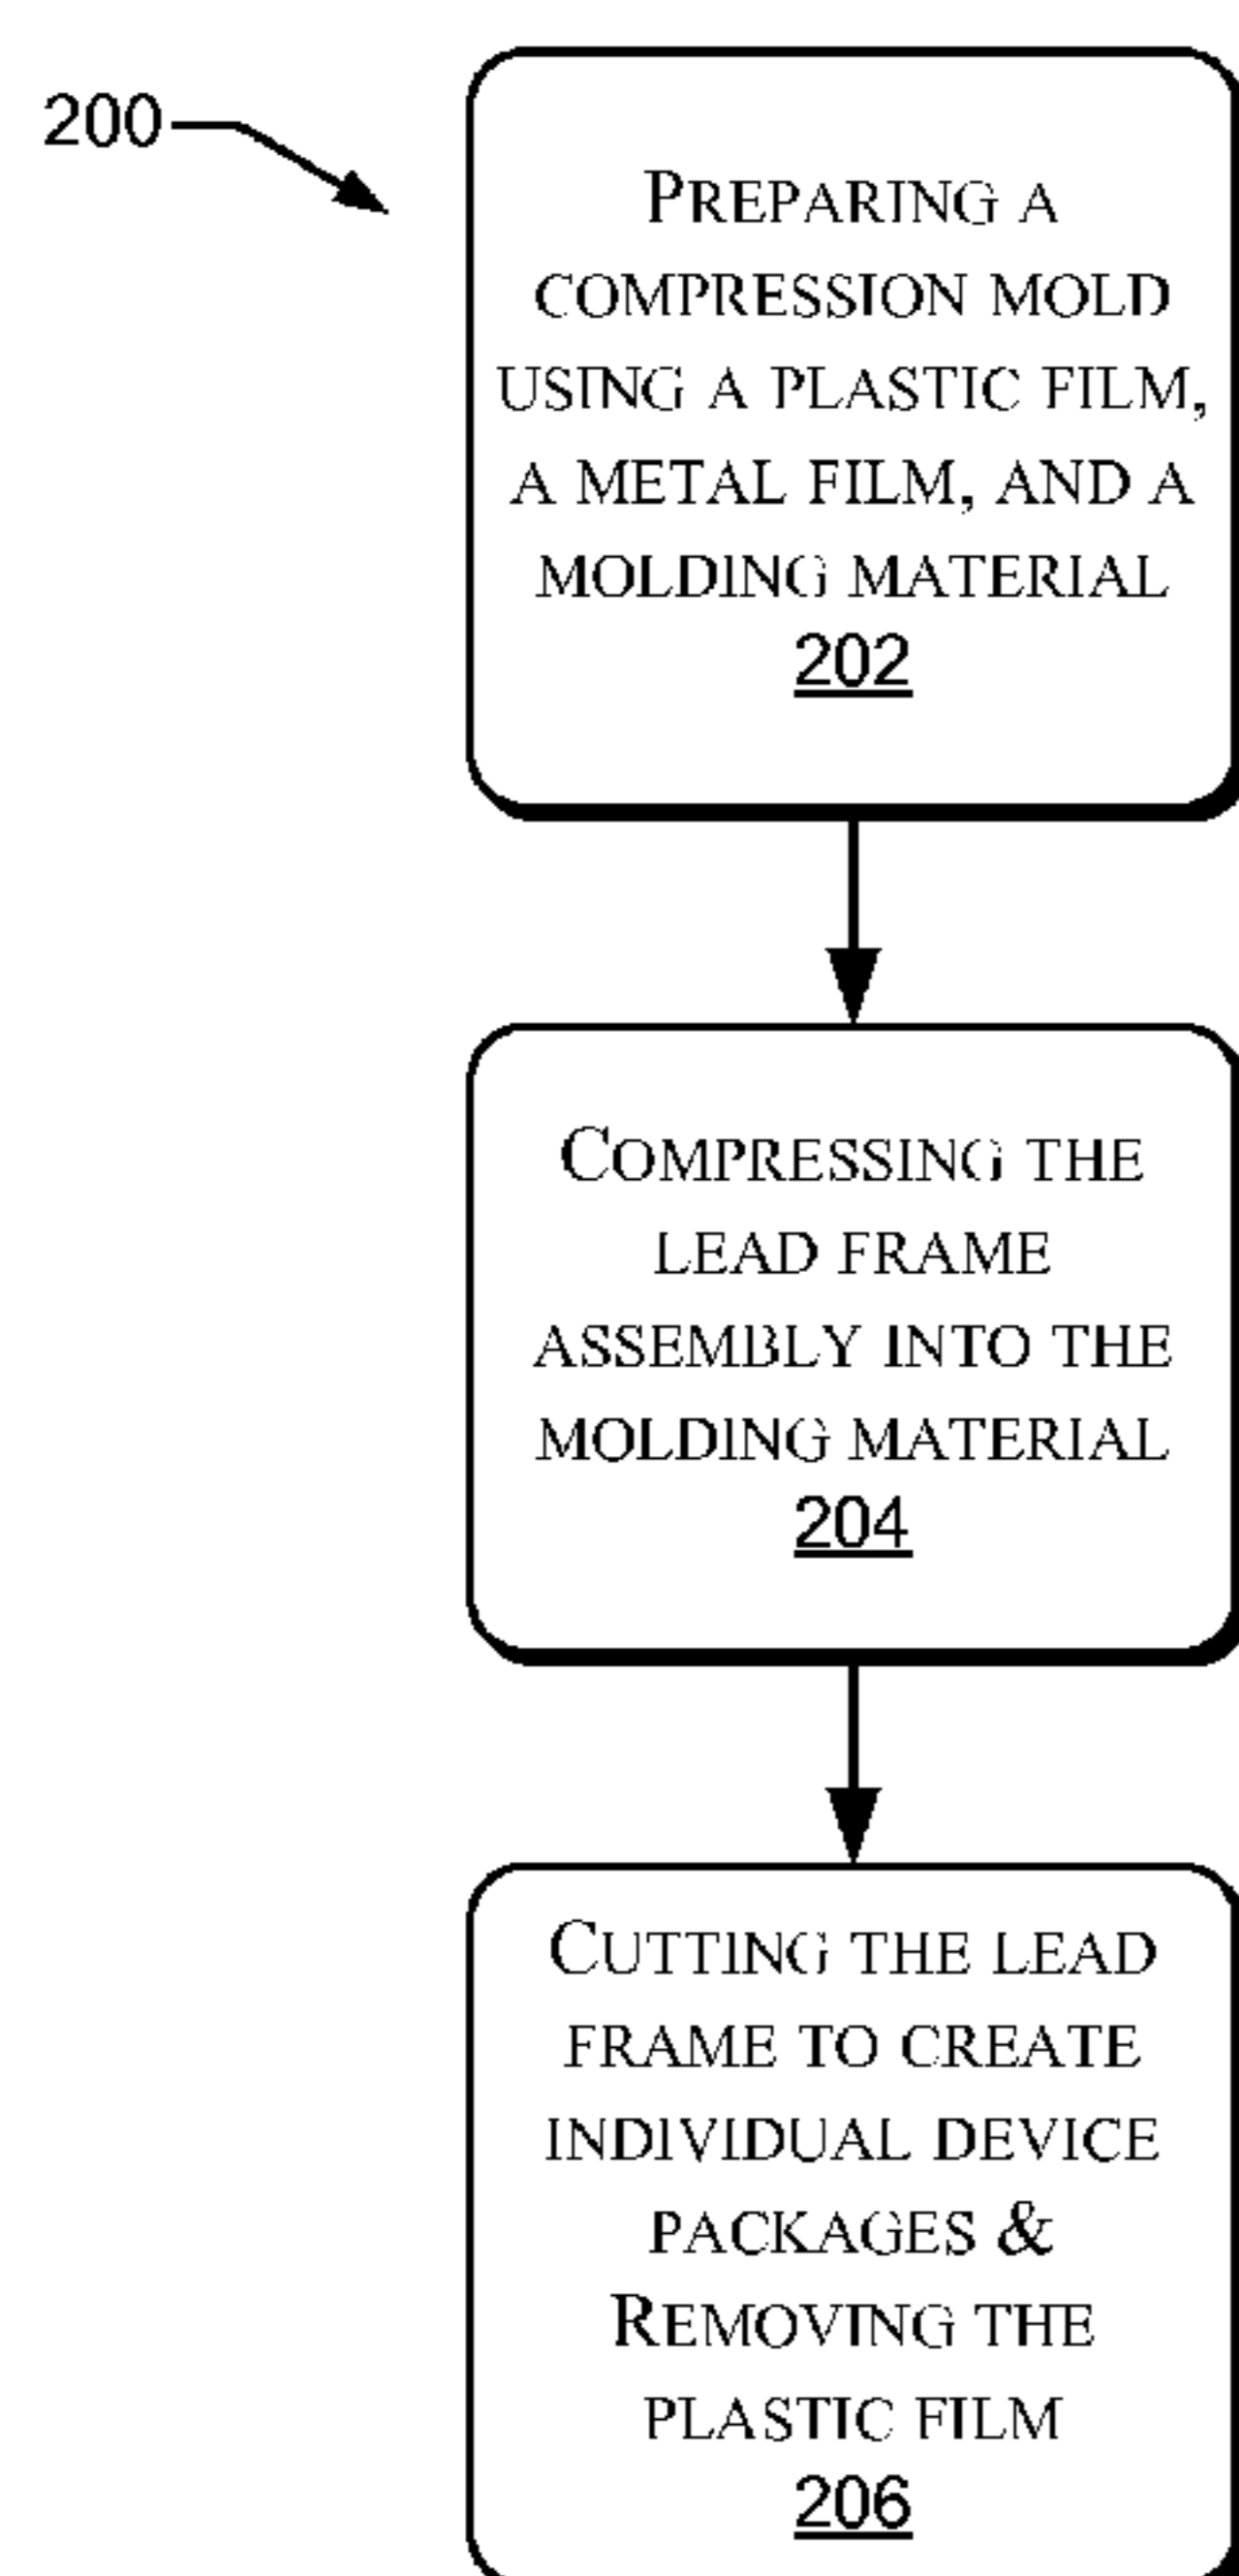 200
PREPARING A
COMPRESSION MOLD
USING A PLASTIC FILM,
A METAL FILM, AND A
MOLDING MATERIAL
202
COMPRESSING THE
LEAD FRAME
ASSEMBLY INTO THE
MOLDING MATERIAL
204
CUTTING THE LEAD
FRAME TO CREATE
INDIVIDUAL DEVICE
PACKAGES &
REMOVING THE
PLASTIC FILM
206